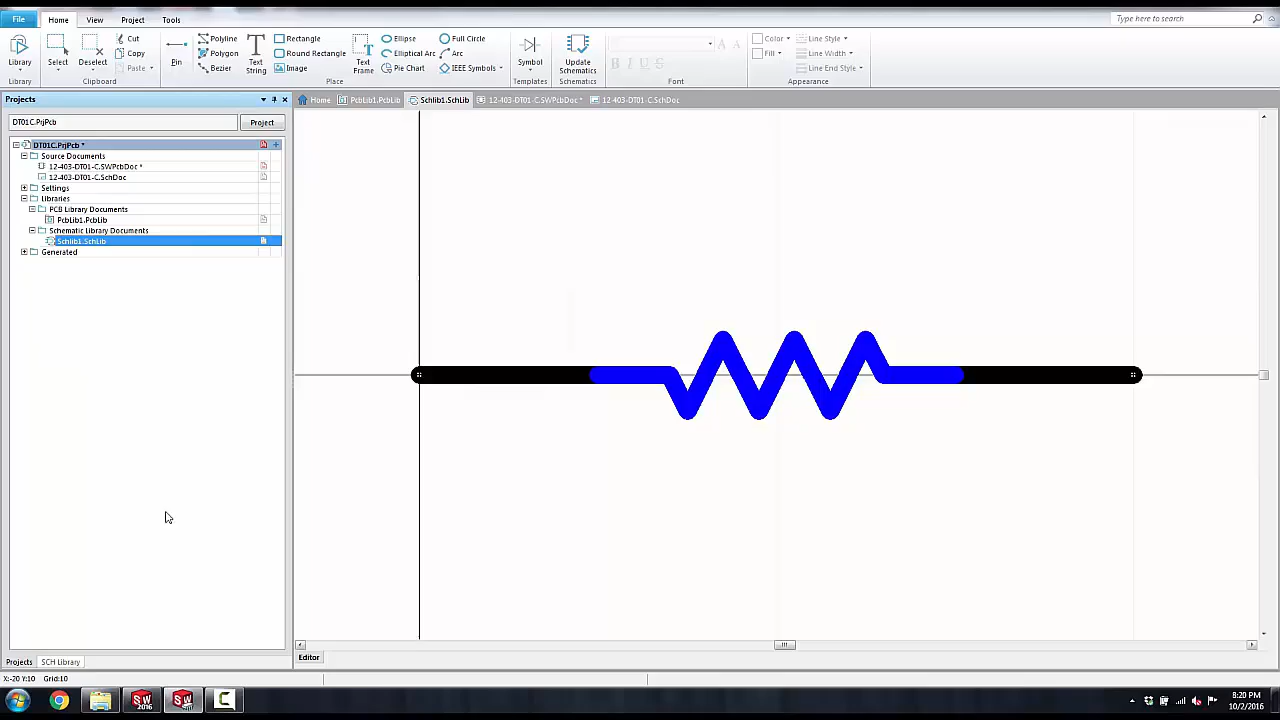 File Home View Project Tools Type here to search
Library Select Cut Copy Paste Deselect Pin Polyline Polygon Bezier Text String Rectangle Round Rectangle Image Text Frame Ellipse Elliptical Arc Pie Chart Full Circle Arc IEEE Symbols Symbol Update Schematics B I U S Color Fill Line Style Line Width Line End Style
Library Clipboard Place Templates Schematics Font Appearance
Projects Home PcbLib1.PcbLib Schlib1.SchLib 12-403-DT01-C.SWPcbDoc * 12-403-DT01-C.SchDoc
DT01C.PrjPcb Project
DT01C.PrjPcb *
Source Documents
12-403-DT01-C.SWPcbDoc *
12-403-DT01-C.SchDoc
Settings
Libraries
PCB Library Documents
PcbLib1.PcbLib
Schematic Library Documents
Schlib1.SchLib
Generated
Editor
Projects SCH Library
X:-20 Y:10 Grid:10
SW 2016 SW C 8:20 PM
10/2/2016